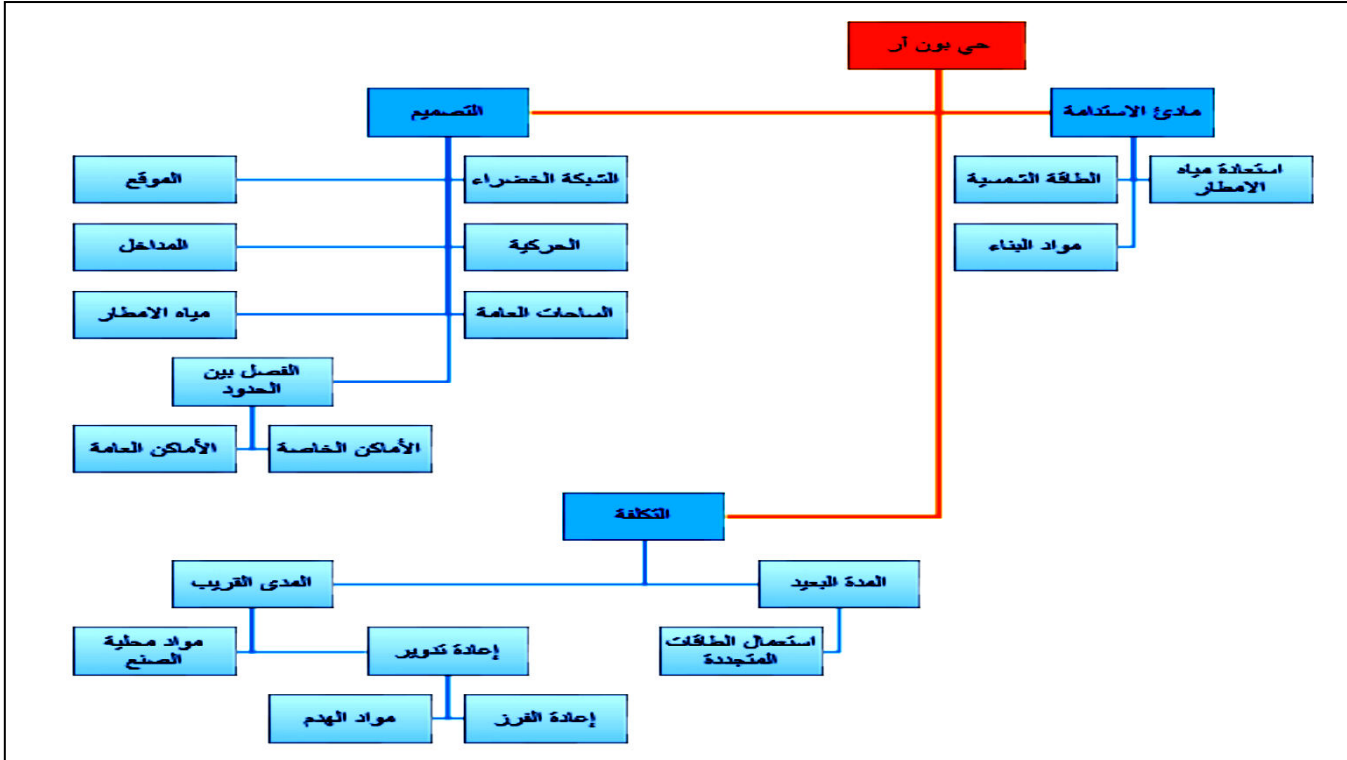 حي بون آر
مبادئ الاستدامة
التصميم
استعادة مياه
الامطار
الطاقة الشمسية
مواد البناء
الشبكة الخضراء
الموقع
الحركية
المداخل
الساحات العامة
مياه الامطار
الفصل بين
الحدود
الأماكن الخاصة
الأماكن العامة
التكلفة
المدة البعيد
المدى القريب
استعمال الطاقات
المتجددة
إعادة تدوير
مواد محلية
الصنع
إعادة الفرز
مواد الهدم